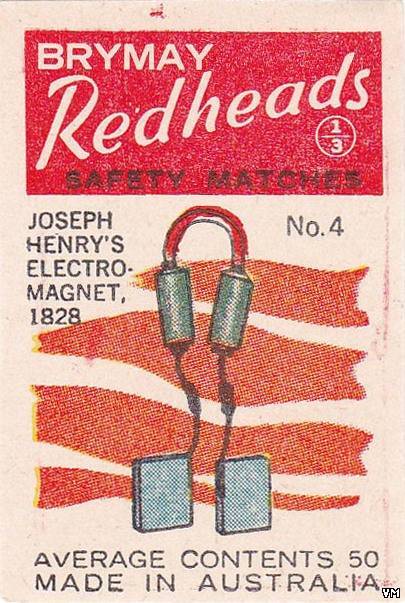 BRYMAY
Redheads
1/3
SAFETY MATCHES
JOSEPH
HENRY'S
ELECTRO-
MAGNET,
1828
No. 4
AVERAGE CONTENTS 50
MADE IN AUSTRALIA
VM